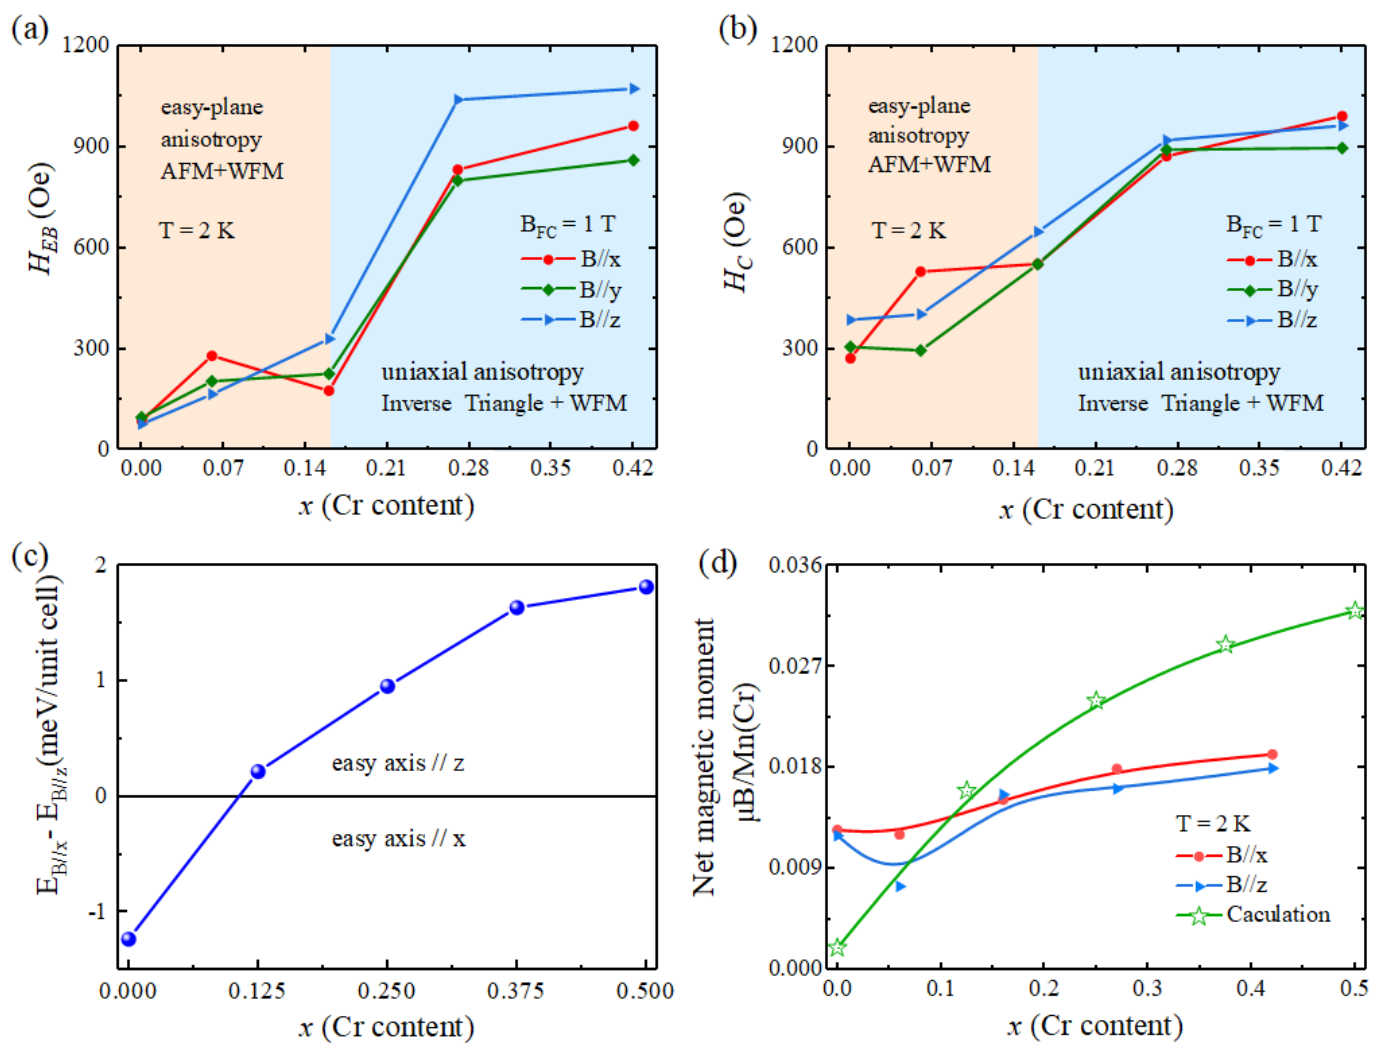 (a)
1200
900
600
300
0
H_EB (Oe)
easy-plane
anisotropy
AFM+WFM
T = 2 K
B_FC = 1 T
B//x
B//y
B//z
uniaxial anisotropy
Inverse Triangle + WFM
0.00 0.07 0.14 0.21 0.28 0.35 0.42
x (Cr content)
(b)
1200
900
600
300
0
H_C (Oe)
easy-plane
anisotropy
AFM+WFM
T = 2 K
B_FC = 1 T
B//x
B//y
B//z
uniaxial anisotropy
Inverse Triangle + WFM
0.00 0.07 0.14 0.21 0.28 0.35 0.42
x (Cr content)
(c)
2
1
0
-1
E_B//x - E_B//z (meV/unit cell)
easy axis // z
easy axis // x
0.000 0.125 0.250 0.375 0.500
x (Cr content)
(d)
0.036
0.027
0.018
0.009
0.000
Net magnetic moment
μB/Mn(Cr)
T = 2 K
B//x
B//z
Caculation
0.0 0.1 0.2 0.3 0.4 0.5
x (Cr content)